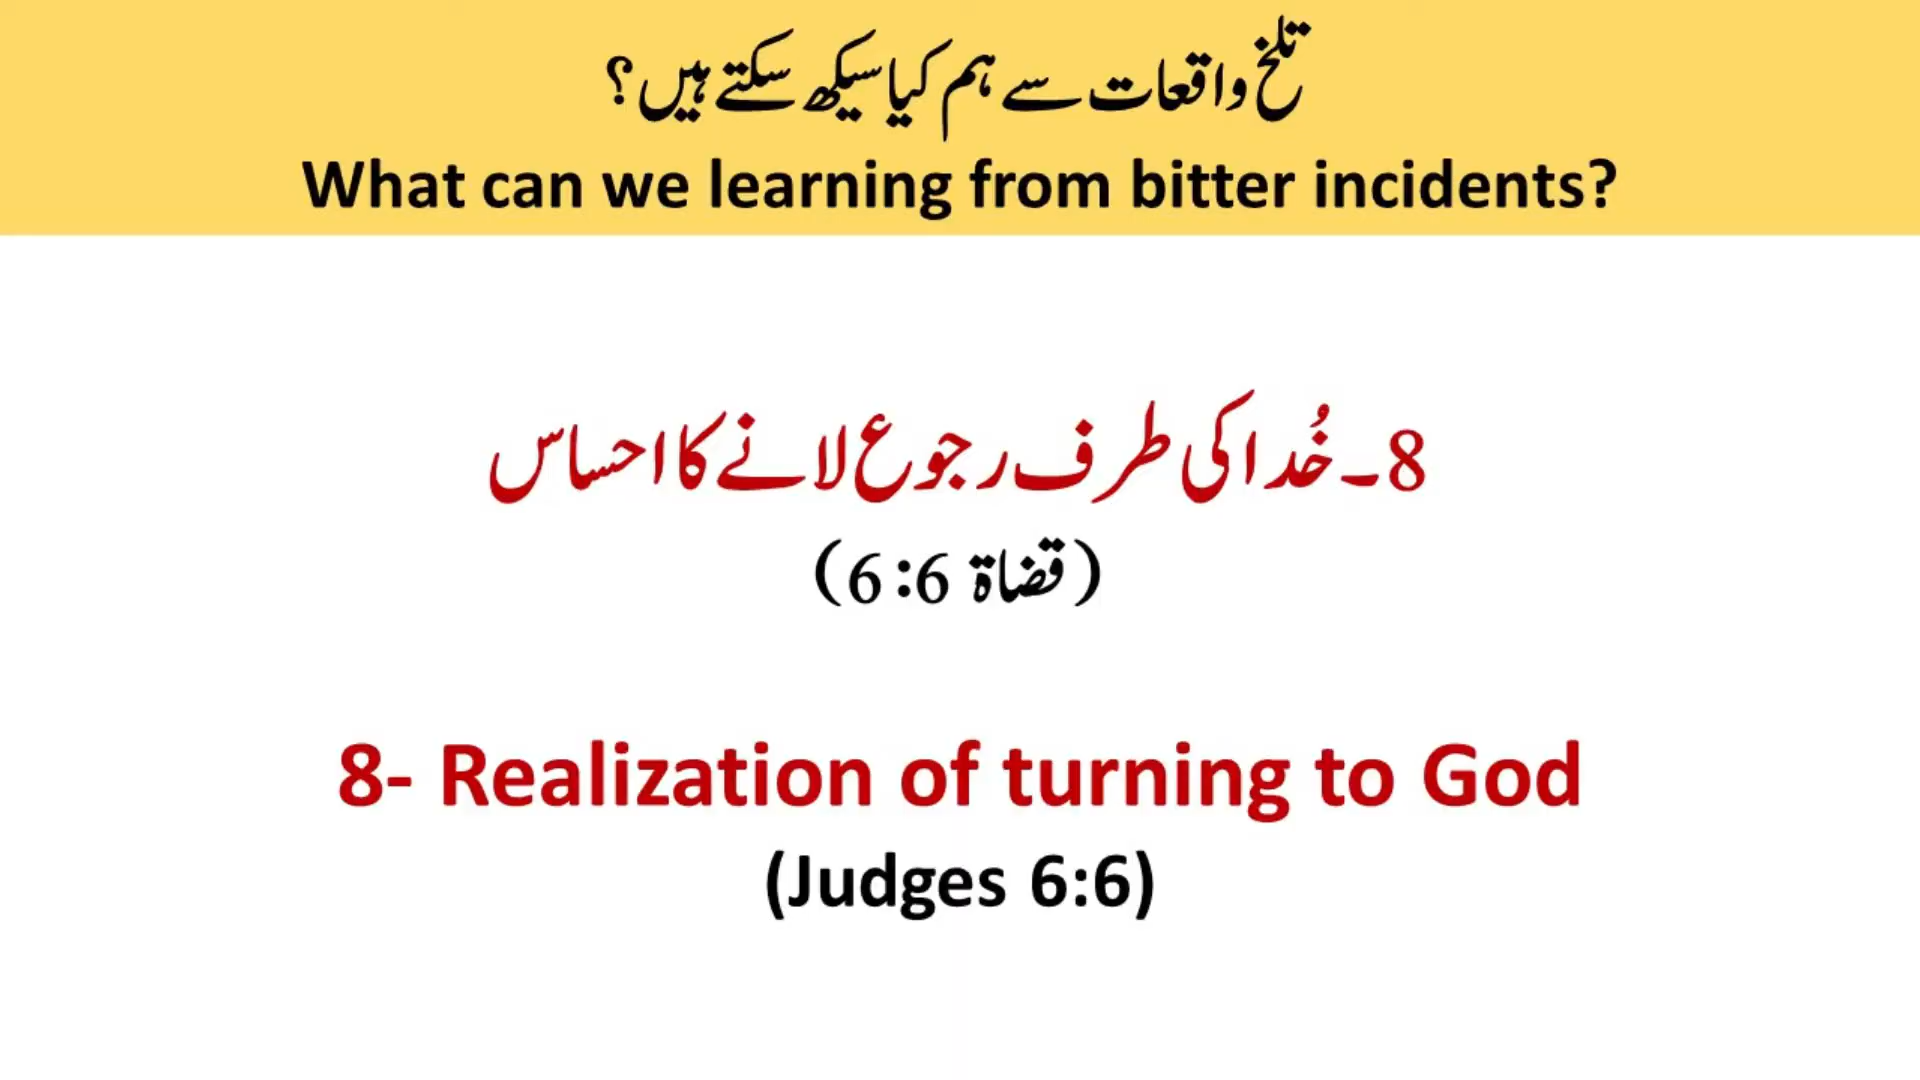 تلخ واقعات سے ہم کیا سیکھ سکتے ہیں؟
What can we learning from bitter incidents?
8۔ خُدا کی طرف رجوع لانے کا احساس
(قضاۃ 6:6)
8- Realization of turning to God
(Judges 6:6)